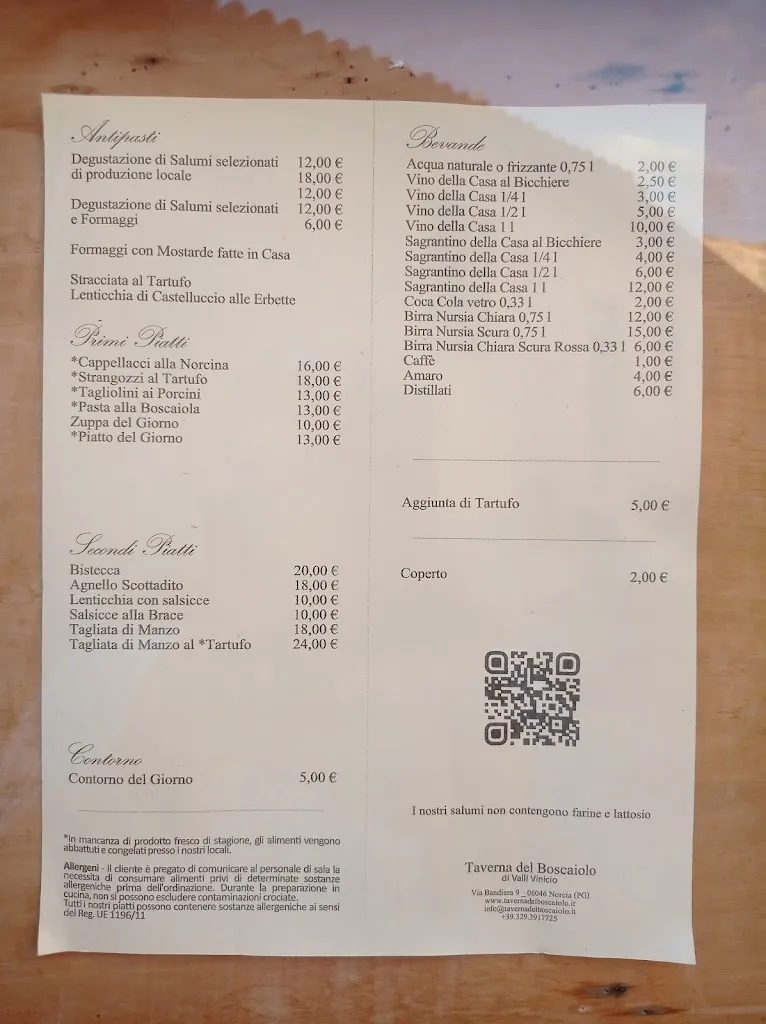 Antipasti
Degustazione di Salumi selezionati 12,00 €
di produzione locale 18,00 €
12,00 €
Degustazione di Salumi selezionati 12,00 €
e Formaggi 6,00 €
Formaggi con Mostarde fatte in Casa
Stracciata al Tartufo
Lenticchia di Castelluccio alle Erbette
Primi Piatti
*Cappellacci alla Norcina 16,00 €
*Strangozzi al Tartufo 18,00 €
*Tagliolini ai Porcini 13,00 €
*Pasta alla Boscaiola 13,00 €
Zuppa del Giorno 10,00 €
*Piatto del Giorno 13,00 €
Secondi Piatti
Bistecca 20,00 €
Agnello Scottadito 18,00 €
Lenticchia con salsicce 10,00 €
Salsicce alla Brace 10,00 €
Tagliata di Manzo 18,00 €
Tagliata di Manzo al *Tartufo 24,00 €
Contorno
Contorno del Giorno 5,00 €
*In mancanza di prodotto fresco di stagione, gli alimenti vengono
abbattuti e congelati presso i nostri locali.
Allergeni - Il cliente è pregato di comunicare al personale di sala la
necessita di consumare alimenti privi di determinate sostanze
allergeniche prima dell'ordinazione. Durante la preparazione in
cucina, non si possono escludere contaminazioni crociate.
Tutti i nostri piatti possono contenere sostanze allergeniche ai sensi
del Reg. UE 1196/11
Bevande
Acqua naturale o frizzante 0,75 l 2,00 €
Vino della Casa al Bicchiere 2,50 €
Vino della Casa 1/4 l 3,00 €
Vino della Casa 1/2 l 5,00 €
Vino della Casa 1 l 10,00 €
Sagrantino della Casa al Bicchiere 3,00 €
Sagrantino della Casa 1/4 l 4,00 €
Sagrantino della Casa 1/2 l 6,00 €
Sagrantino della Casa 1 l 12,00 €
Coca Cola vetro 0,33 l 2,00 €
Birra Nursia Chiara 0,75 l 12,00 €
Birra Nursia Scura 0,75 l 15,00 €
Birra Nursia Chiara Scura Rossa 0,33 l 6,00 €
Caffè 1,00 €
Amaro 4,00 €
Distillati 6,00 €
Aggiunta di Tartufo 5,00 €
Coperto 2,00 €
I nostri salumi non contengono farine e lattosio
Taverna del Boscaiolo
di Valli Vinicio
Via Bandiera 9 _ 06046 Norcia (PG)
www.tavernadelboscaiolo.it
info@tavernadelboscaiolo.it
+39.329.3917725